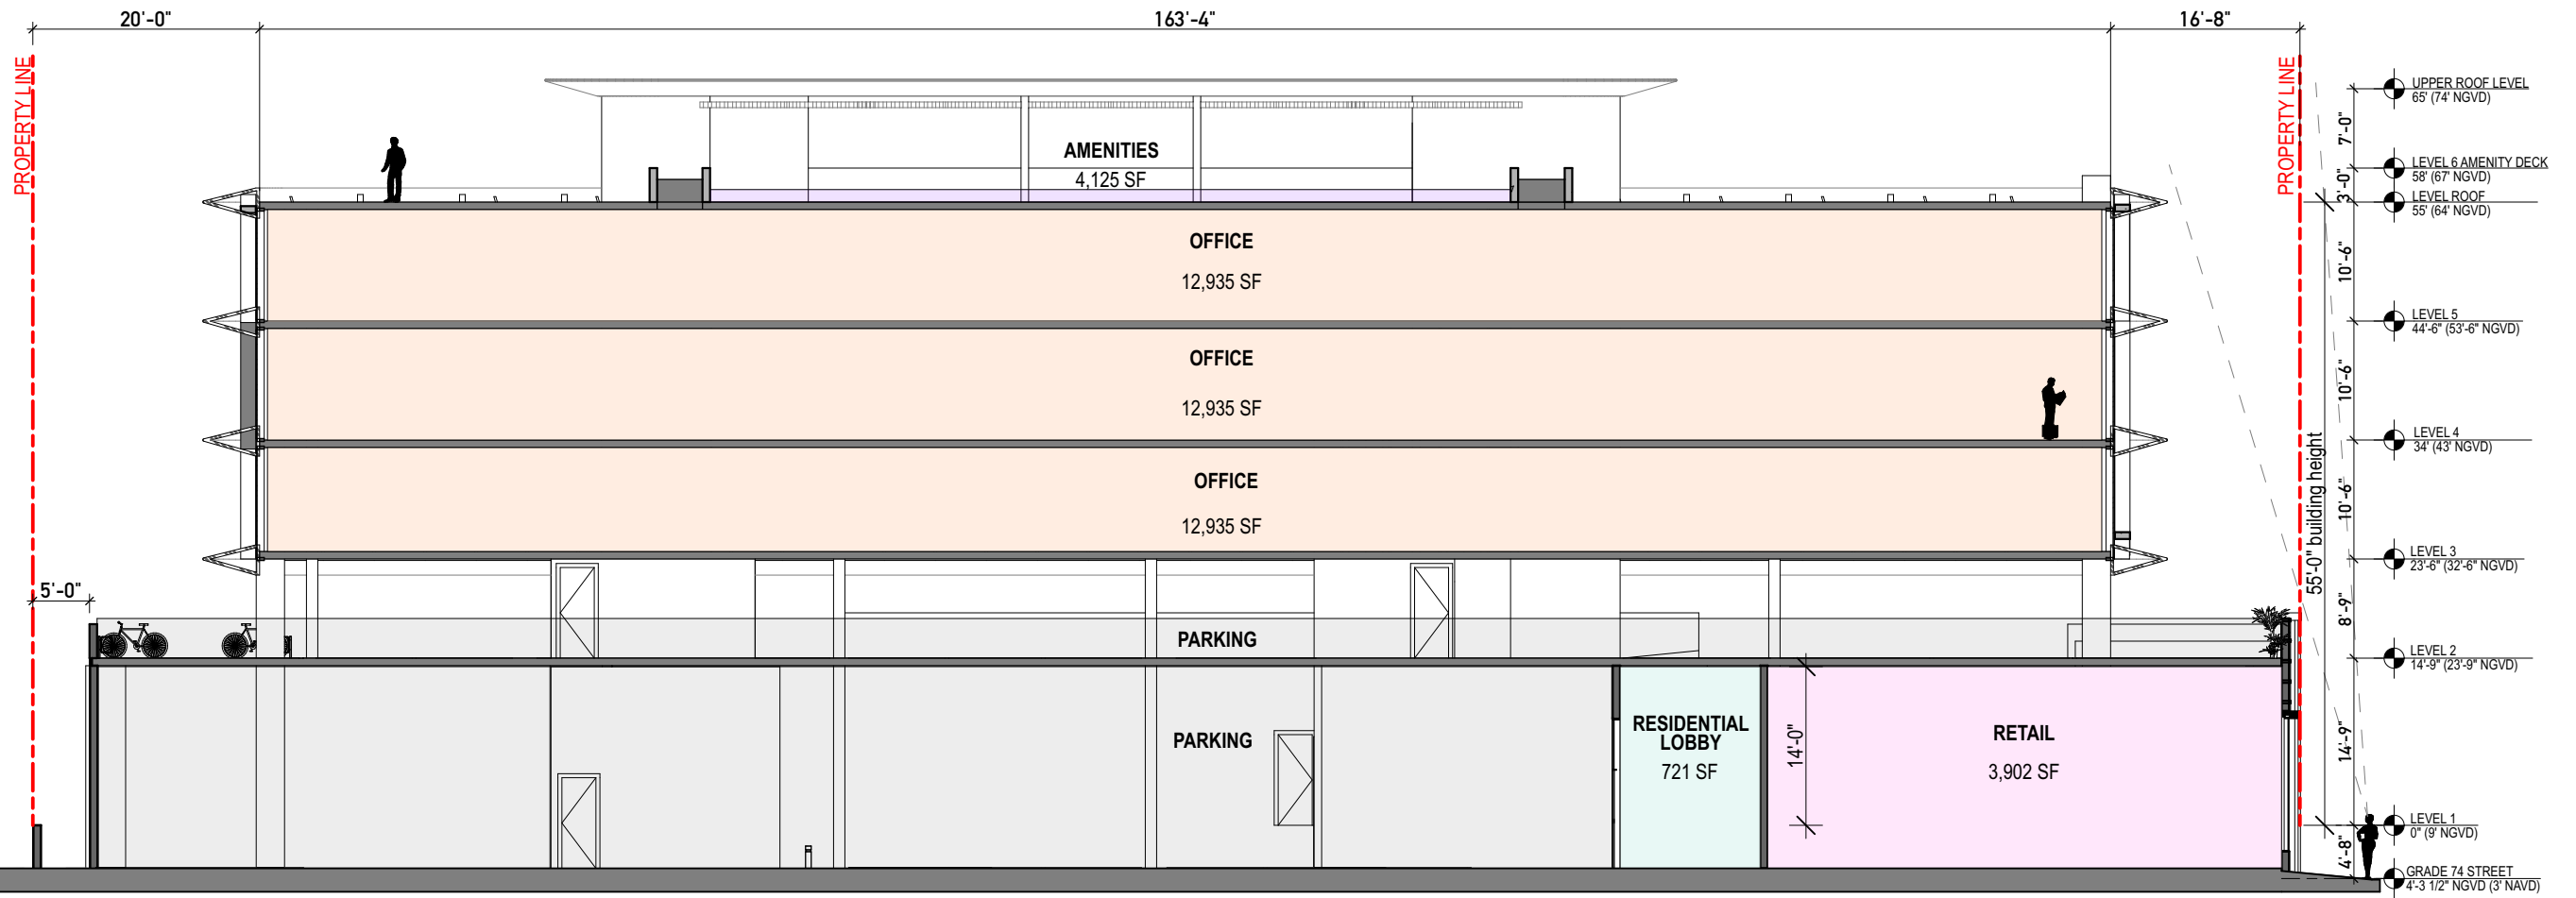 20'-0"
163'-4"
16'-8"
PROPERTY LINE
PROPERTY LINE
UPPER ROOF LEVEL
65' (74' NGVD)
7'-0"
AMENITIES
4,125 SF
LEVEL 6 AMENITY DECK
58' (67' NGVD)
3'-0"
LEVEL ROOF
55' (64' NGVD)
OFFICE
12,935 SF
10'-6"
LEVEL 5
44'-6" (53'-6" NGVD)
OFFICE
12,935 SF
10'-6"
LEVEL 4
34' (43' NGVD)
OFFICE
12,935 SF
10'-6"
55'-0" building height
LEVEL 3
23'-6" (32'-6" NGVD)
5'-0"
8'-9"
PARKING
LEVEL 2
14'-9" (23'-9" NGVD)
PARKING
RESIDENTIAL
LOBBY
721 SF
14'-0"
RETAIL
3,902 SF
14'-9"
LEVEL 1
0" (9' NGVD)
4'-8"
GRADE 74 STREET
4'-3 1/2" NGVD (3' NAVD)